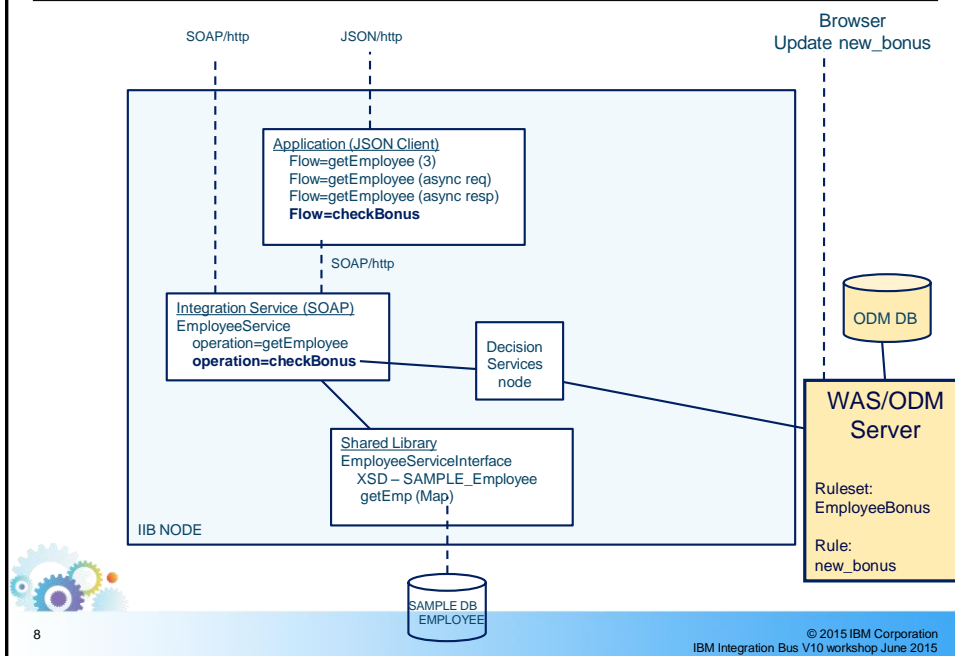 SOAP/http
JSON/http
Browser
Update new_bonus
Application (JSON Client)
Flow=getEmployee (3)
Flow=getEmployee (async req)
Flow=getEmployee (async resp)
Flow=checkBonus
SOAP/http
Integration Service (SOAP)
EmployeeService
operation=getEmployee
operation=checkBonus
Decision
Services
node
ODM DB
WAS/ODM
Server
Ruleset:
EmployeeBonus
Rule:
new_bonus
Shared Library
EmployeeServiceInterface
XSD – SAMPLE_Employee
getEmp (Map)
IIB NODE
SAMPLE DB
EMPLOYEE
8
© 2015 IBM Corporation
IBM Integration Bus V10 workshop June 2015